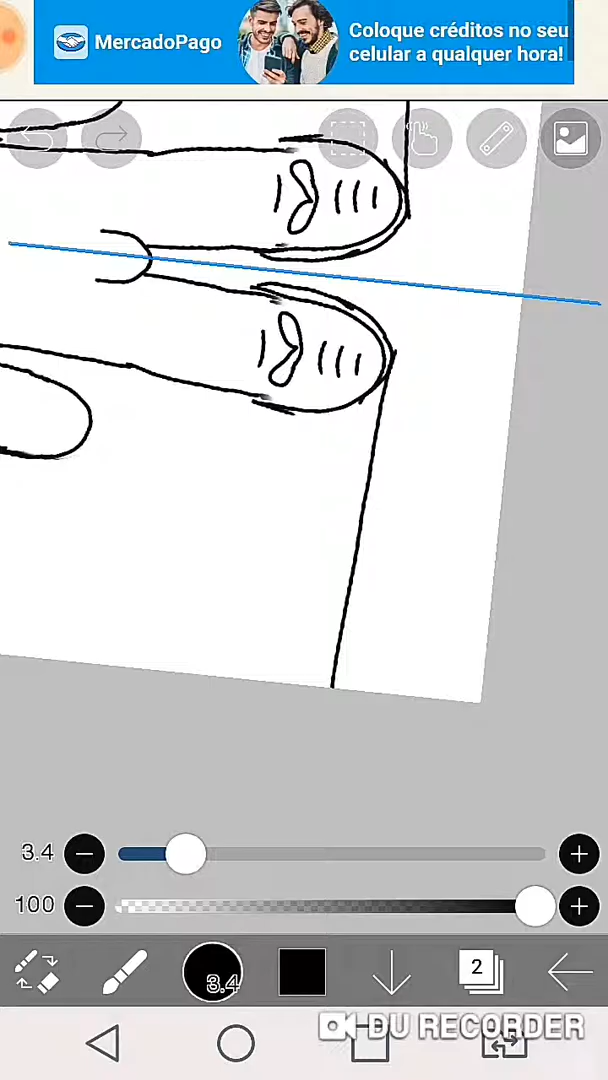 MercadoPago
Coloque créditos no seu
celular a qualquer hora!
3.4
100
3.4
2
DU RECORDER